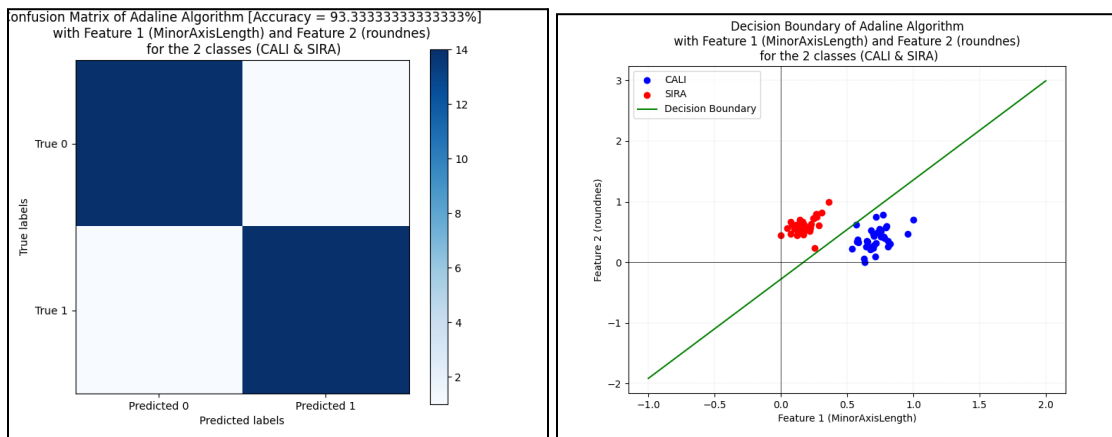 onfusion Matrix of Adaline Algorithm [Accuracy = 93.33333333333333%]
with Feature 1 (MinorAxisLength) and Feature 2 (roundnes)
for the 2 classes (CALI & SIRA)
True 0
True 1
True labels
Predicted 0
Predicted 1
Predicted labels
14
12
10
8
6
4
2
Decision Boundary of Adaline Algorithm
with Feature 1 (MinorAxisLength) and Feature 2 (roundnes)
for the 2 classes (CALI & SIRA)
CALI
SIRA
Decision Boundary
3
2
1
0
−1
−2
Feature 2 (roundnes)
−1.0
−0.5
0.0
0.5
1.0
1.5
2.0
Feature 1 (MinorAxisLength)